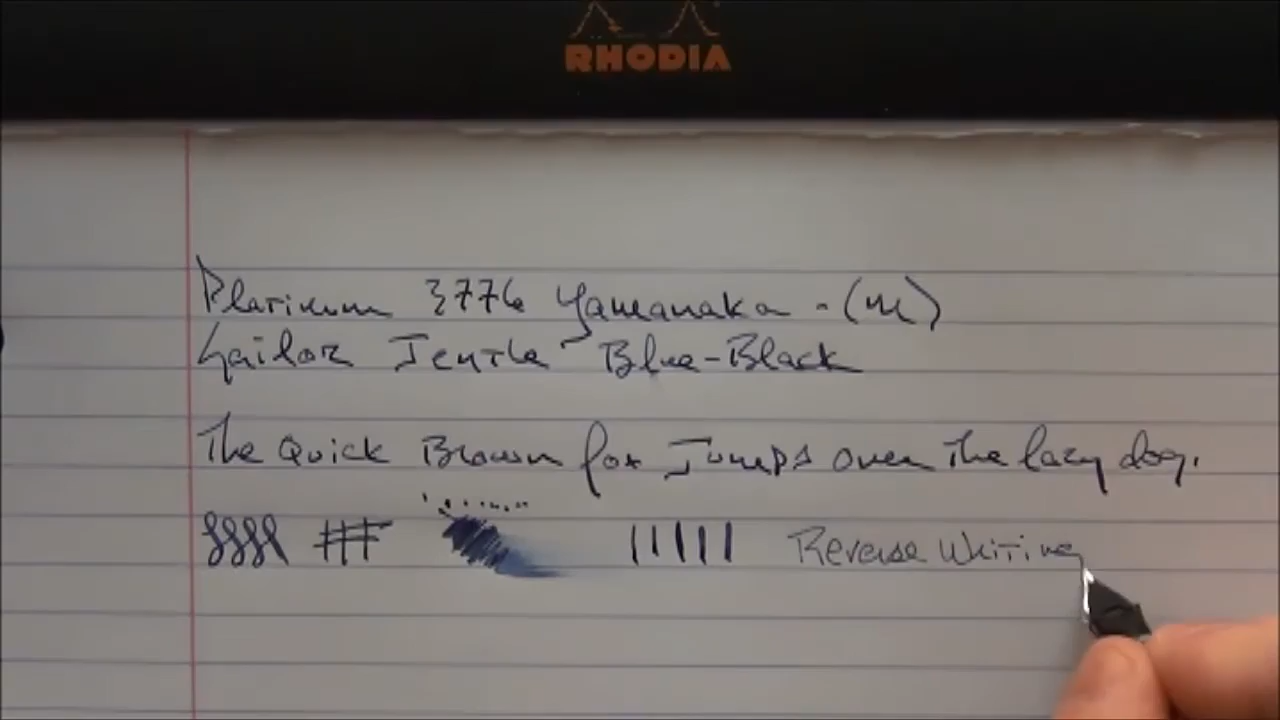 RHODIA
Platinum 3776 Yamanaka - (M)
Sailor Jentle Blue-Black
The Quick Brown fox Jumps over The lazy dog.
Reverse Writing